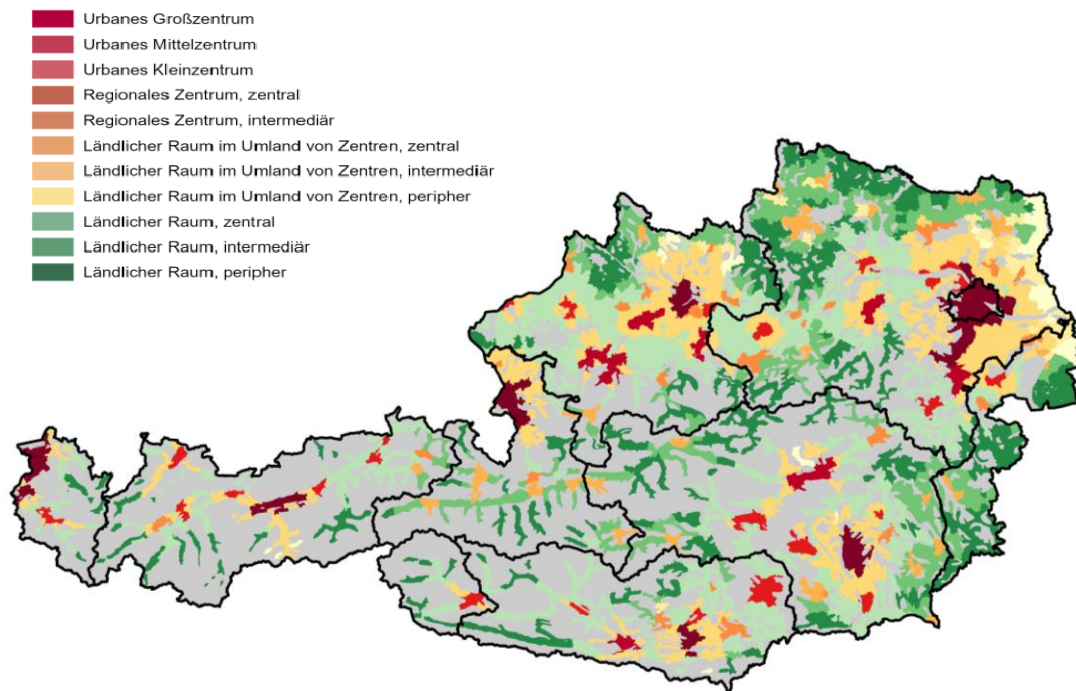 Urbanes Großzentrum
Urbanes Mittelzentrum
Urbanes Kleinzentrum
Regionales Zentrum, zentral
Regionales Zentrum, intermediär
Ländlicher Raum im Umland von Zentren, zentral
Ländlicher Raum im Umland von Zentren, intermediär
Ländlicher Raum im Umland von Zentren, peripher
Ländlicher Raum, zentral
Ländlicher Raum, intermediär
Ländlicher Raum, peripher